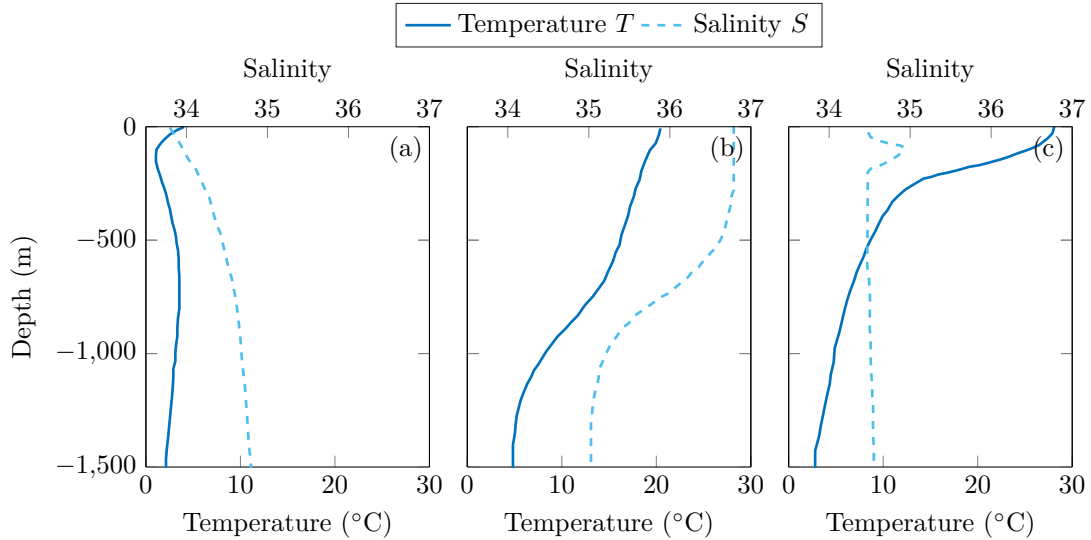 Temperature T Salinity S
Salinity Salinity Salinity
34 35 36 37 34 35 36 37 34 35 36 37
0 (a) (b) (c)
−500
−1,000
−1,500
Depth (m)
0 10 20 30 0 10 20 30 0 10 20 30
Temperature (°C) Temperature (°C) Temperature (°C)